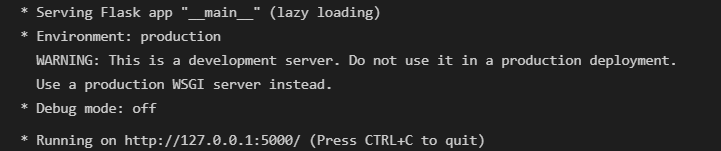 * Serving Flask app "__main__" (lazy loading)
* Environment: production
WARNING: This is a development server. Do not use it in a production deployment.
Use a production WSGI server instead.
* Debug mode: off
* Running on http://127.0.0.1:5000/ (Press CTRL+C to quit)